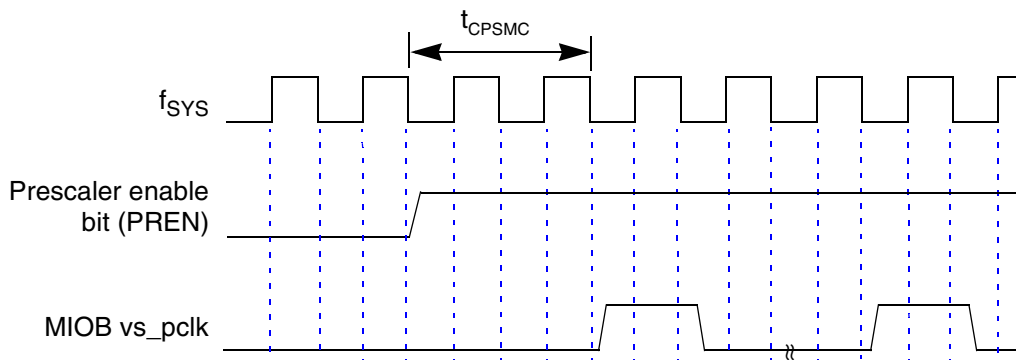 tCPSMC
fSYS
Prescaler enable
bit (PREN)
MIOB vs_pclk